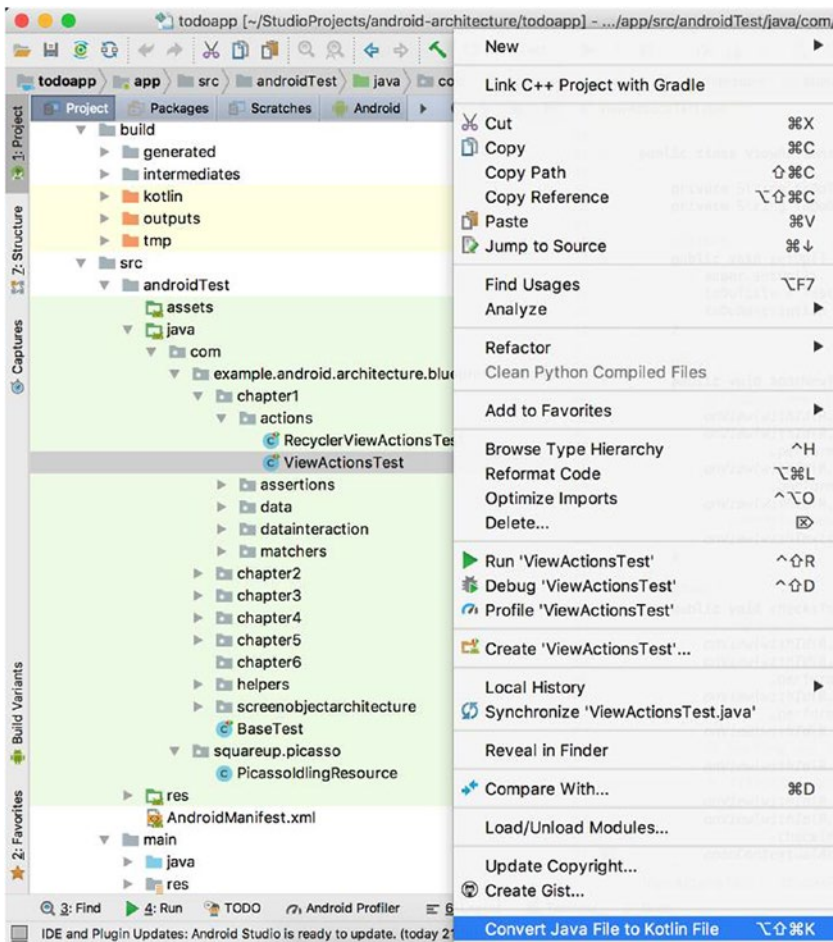 todoapp [~/StudioProjects/android-architecture/todoapp] - .../app/src/androidTest/java/com/
todoapp app src androidTest java co
Project Packages Scratches Android
1: Project
7: Structure
Captures
Build Variants
2: Favorites
build
generated
intermediates
kotlin
outputs
tmp
src
androidTest
assets
java
com
example.android.architecture.blue
chapter1
actions
RecyclerViewActionsTes
ViewActionsTest
assertions
data
datainteraction
matchers
chapter2
chapter3
chapter4
chapter5
chapter6
helpers
screenobjectarchitecture
BaseTest
squareup.picasso
PicassoIdlingResource
res
AndroidManifest.xml
main
java
res
3: Find 4: Run TODO Android Profiler 6
IDE and Plugin Updates: Android Studio is ready to update. (today 21
New
Link C++ Project with Gradle
Cut ⌘X
Copy ⌘C
Copy Path ⇧⌘C
Copy Reference ⌥⇧⌘C
Paste ⌘V
Jump to Source ⌘↓
Find Usages ⌥F7
Analyze
Refactor
Clean Python Compiled Files
Add to Favorites
Browse Type Hierarchy ^H
Reformat Code ⌥⌘L
Optimize Imports ^⌥O
Delete... ⌦
Run 'ViewActionsTest' ^⇧R
Debug 'ViewActionsTest' ^⇧D
Profile 'ViewActionsTest'
Create 'ViewActionsTest'...
Local History
Synchronize 'ViewActionsTest.java'
Reveal in Finder
Compare With... ⌘D
Load/Unload Modules...
Update Copyright...
Create Gist...
Convert Java File to Kotlin File ⌥⇧⌘K